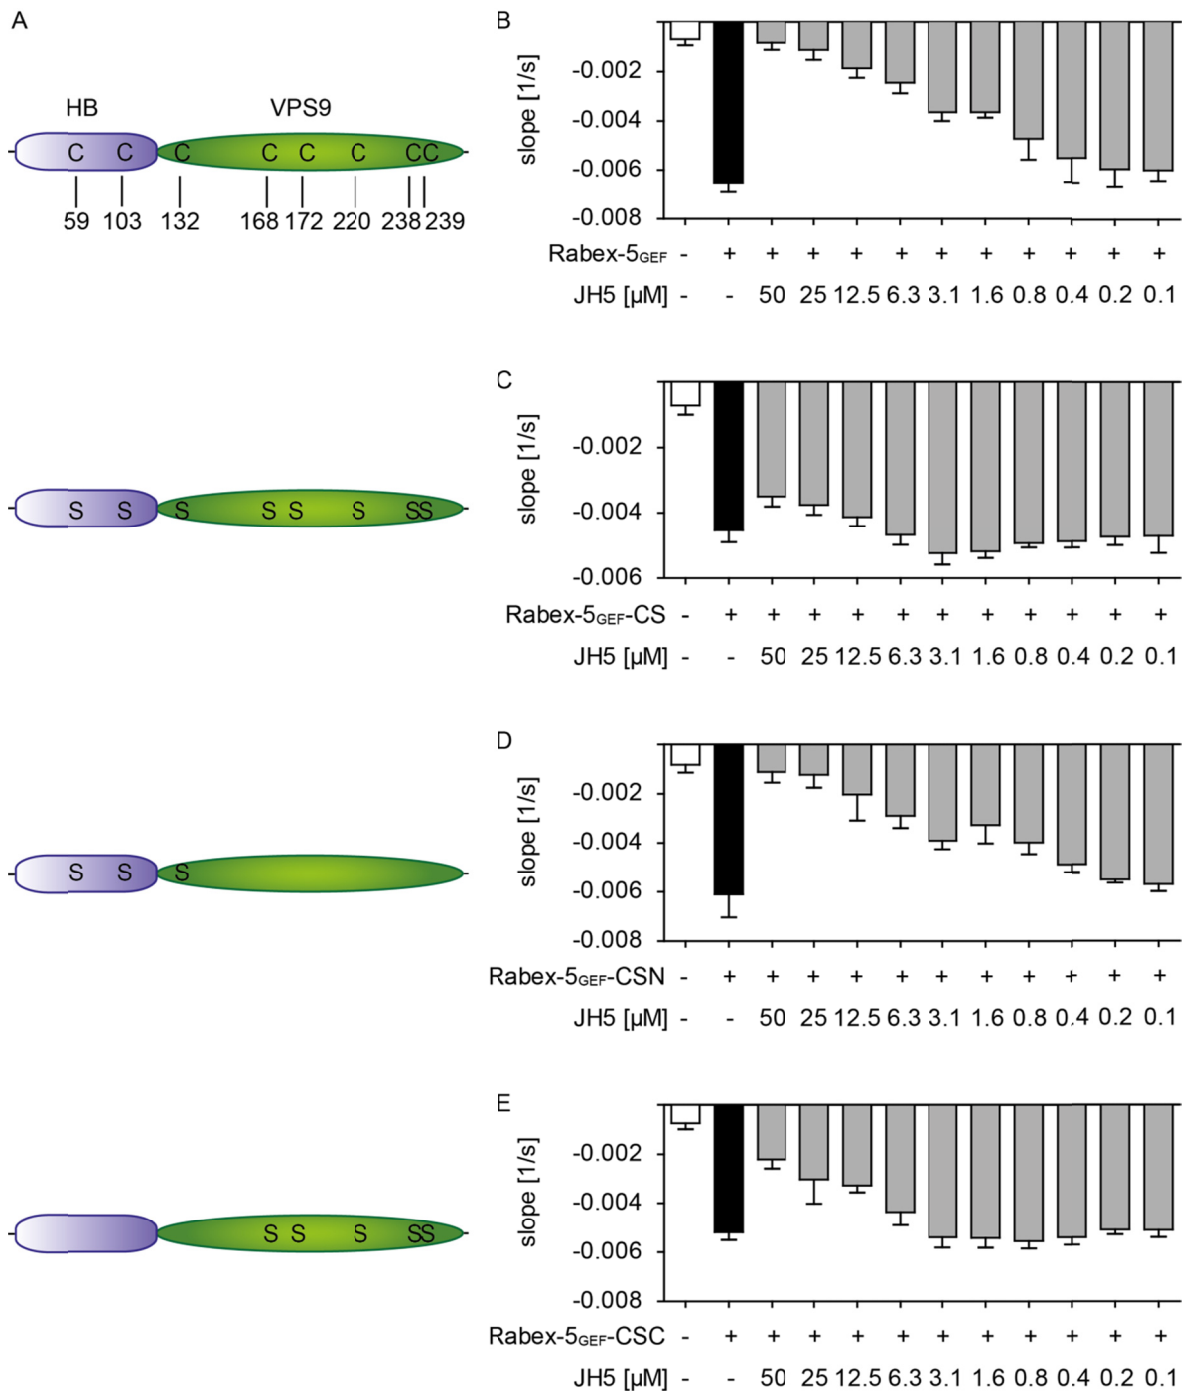 A
HB VPS9
C C C C C C CC
59 103 132 168 172 220 238 239
B
slope [1/s]
-0.002
-0.004
-0.006
-0.008
Rabex-5GEF - + + + + + + + + + + +
JH5 [µM] - - 50 25 12.5 6.3 3.1 1.6 0.8 0.4 0.2 0.1
S S S S S S SS
C
slope [1/s]
-0.002
-0.004
-0.006
Rabex-5GEF-CS - + + + + + + + + + + +
JH5 [µM] - - 50 25 12.5 6.3 3.1 1.6 0.8 0.4 0.2 0.1
S S S
D
slope [1/s]
-0.002
-0.004
-0.006
-0.008
Rabex-5GEF-CSN - + + + + + + + + + + +
JH5 [µM] - - 50 25 12.5 6.3 3.1 1.6 0.8 0.4 0.2 0.1
S S S SS
E
slope [1/s]
-0.002
-0.004
-0.006
-0.008
Rabex-5GEF-CSC - + + + + + + + + + + +
JH5 [µM] - - 50 25 12.5 6.3 3.1 1.6 0.8 0.4 0.2 0.1